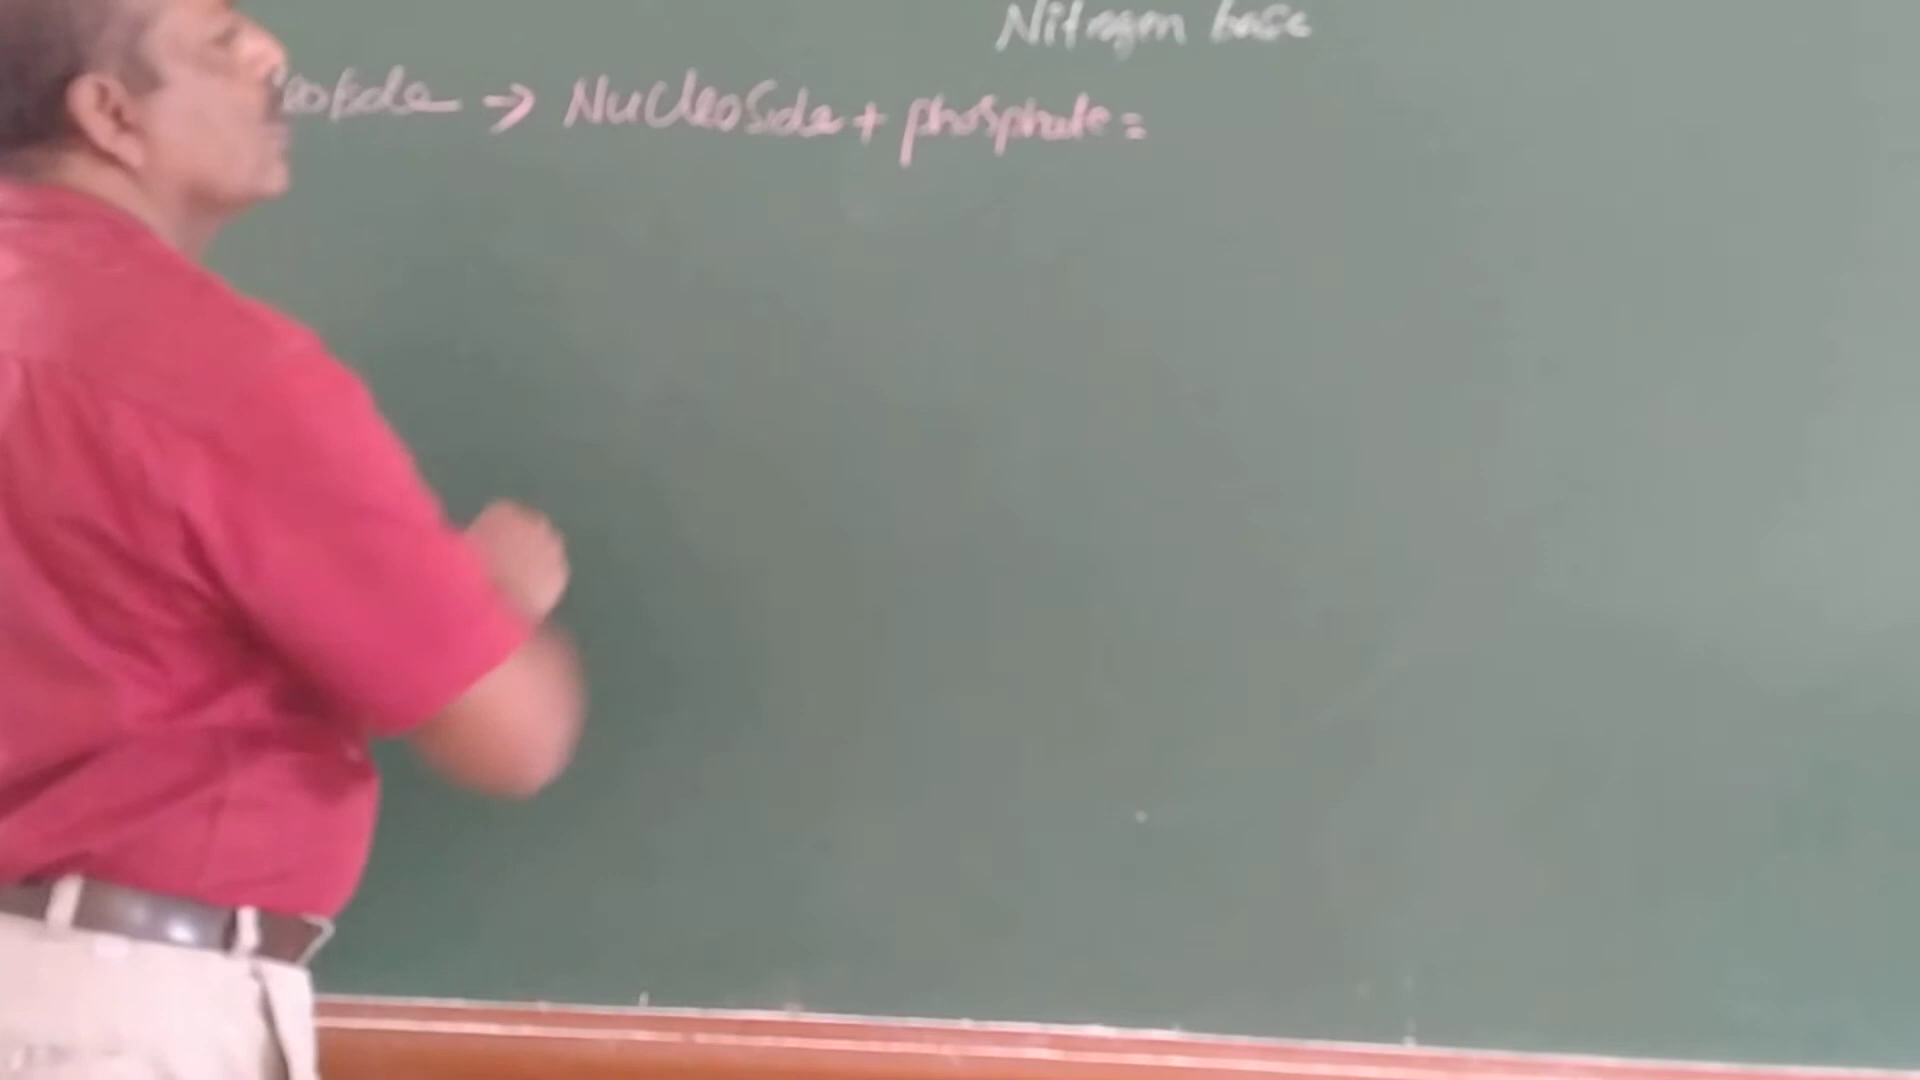 Nitrogen base
→ Nucleoside + phosphate =